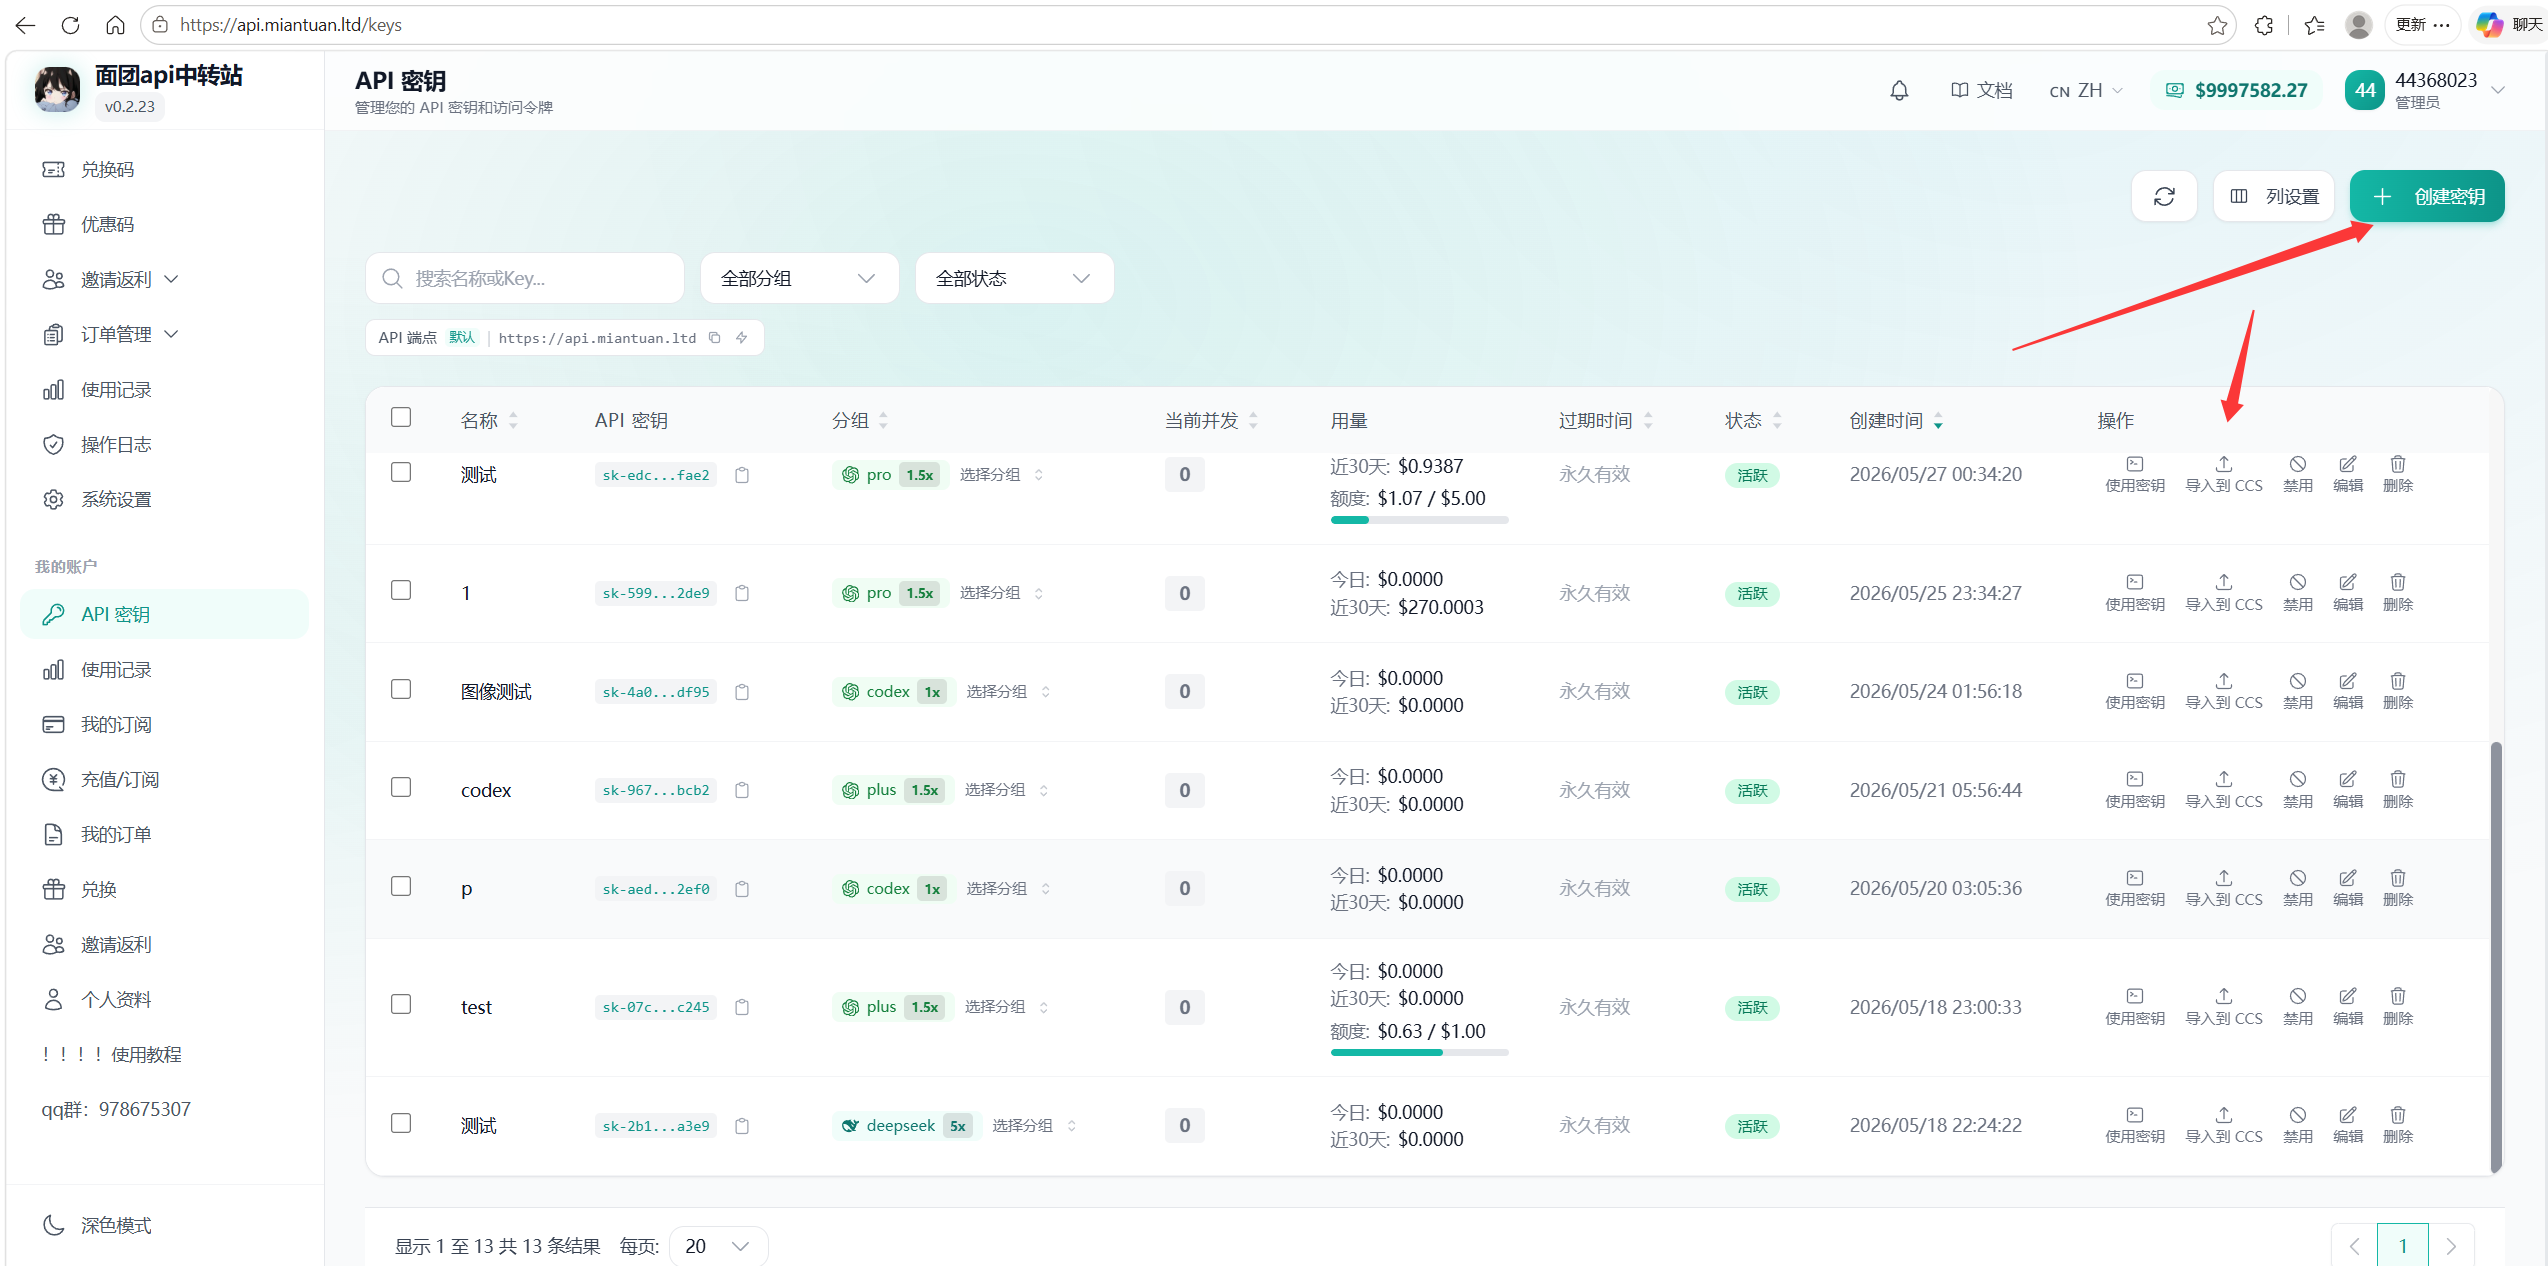 https://api.miantuan.ltd/keys
更新
聊天
面团api中转站
v0.2.23
兑换码
优惠码
邀请返利
订单管理
使用记录
操作日志
系统设置
我的账户
API 密钥
使用记录
我的订阅
充值/订阅
我的订单
兑换
邀请返利
个人资料
！！！！使用教程
qq群：978675307
深色模式
API 密钥
管理您的 API 密钥和访问令牌
文档
CN ZH
$9997582.27
44
44368023
管理员
列设置
创建密钥
搜索名称或Key...
全部分组
全部状态
API 端点 默认 | https://api.miantuan.ltd
名称 API 密钥 分组 当前并发 用量 过期时间 状态 创建时间 操作
测试 sk-edc...fae2 pro 1.5x 选择分组 0 近30天: $0.9387 永久有效 活跃 2026/05/27 00:34:20 使用密钥 导入到 CCS 禁用 编辑 删除
额度: $1.07 / $5.00
1 sk-599...2de9 pro 1.5x 选择分组 0 今日: $0.0000 永久有效 活跃 2026/05/25 23:34:27 使用密钥 导入到 CCS 禁用 编辑 删除
近30天: $270.0003
图像测试 sk-4a0...df95 codex 1x 选择分组 0 今日: $0.0000 永久有效 活跃 2026/05/24 01:56:18 使用密钥 导入到 CCS 禁用 编辑 删除
近30天: $0.0000
codex sk-967...bcb2 plus 1.5x 选择分组 0 今日: $0.0000 永久有效 活跃 2026/05/21 05:56:44 使用密钥 导入到 CCS 禁用 编辑 删除
近30天: $0.0000
p sk-aed...2ef0 codex 1x 选择分组 0 今日: $0.0000 永久有效 活跃 2026/05/20 03:05:36 使用密钥 导入到 CCS 禁用 编辑 删除
近30天: $0.0000
test sk-07c...c245 plus 1.5x 选择分组 0 今日: $0.0000 永久有效 活跃 2026/05/18 23:00:33 使用密钥 导入到 CCS 禁用 编辑 删除
近30天: $0.0000
额度: $0.63 / $1.00
测试 sk-2b1...a3e9 deepseek 5x 选择分组 0 今日: $0.0000 永久有效 活跃 2026/05/18 22:24:22 使用密钥 导入到 CCS 禁用 编辑 删除
近30天: $0.0000
显示 1 至 13 共 13 条结果 每页: 20
1